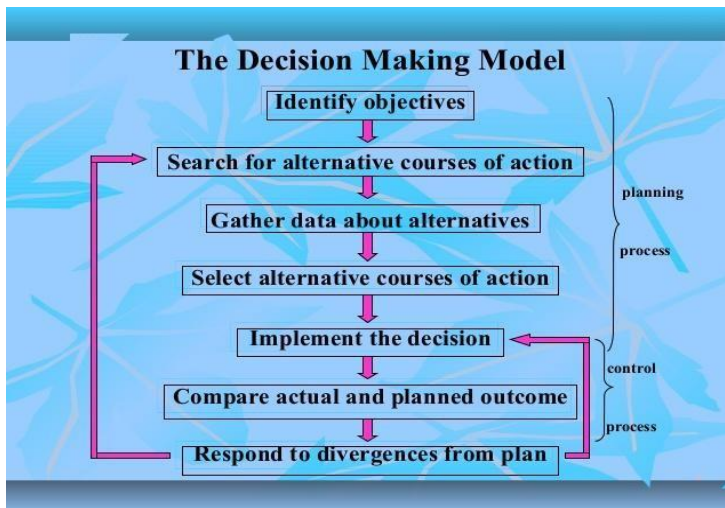 The Decision Making Model
Identify objectives
Search for alternative courses of action
Gather data about alternatives
Select alternative courses of action
Implement the decision
Compare actual and planned outcome
Respond to divergences from plan
planning
process
control
process